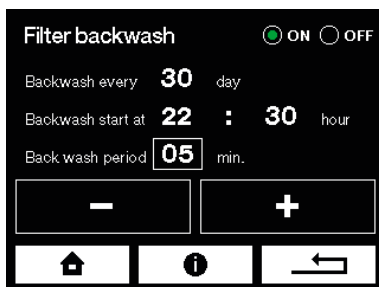 Filter backwash ON OFF
Backwash every 30 day
Backwash start at 22 : 30 hour
Back wash period 05 min.
− +
i